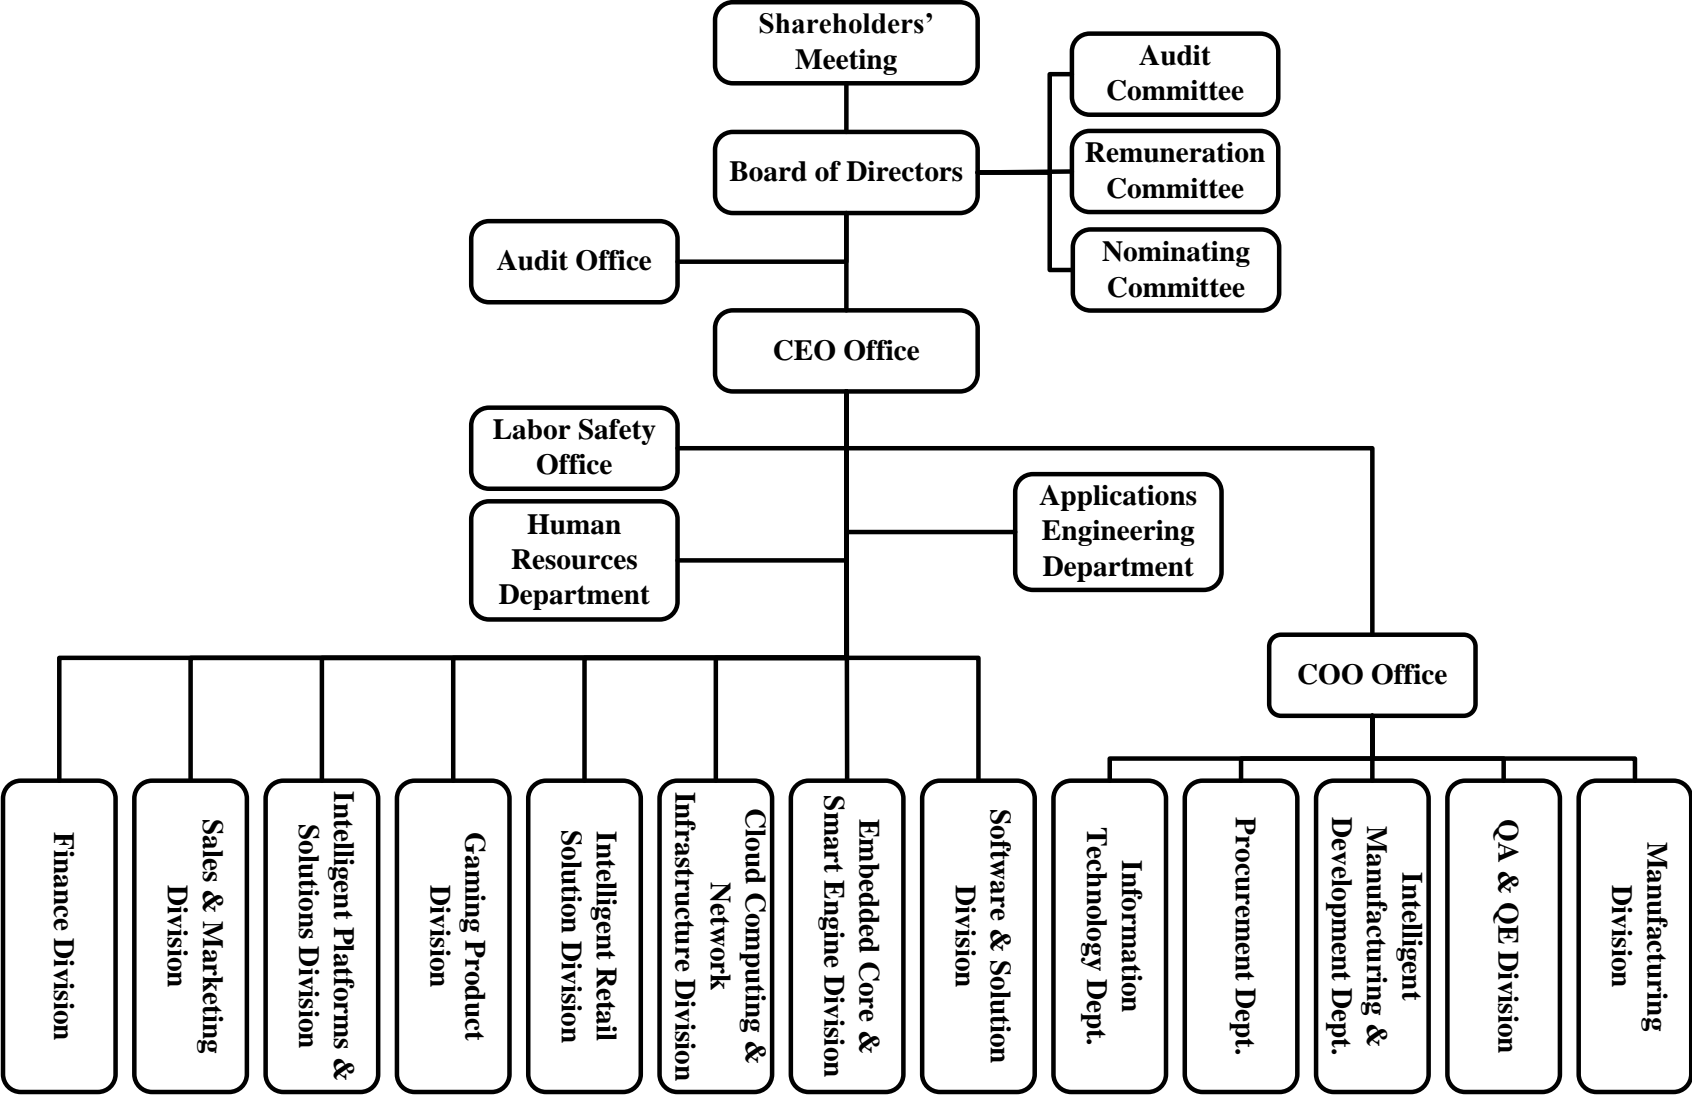 Shareholders’
Meeting
Audit
Committee
Board of Directors
Remuneration
Committee
Audit Office
Nominating
Committee
CEO Office
Labor Safety
Office
Applications
Engineering
Department
Human
Resources
Department
COO Office
Finance Division
Sales & Marketing
Division
Intelligent Platforms &
Solutions Division
Gaming Product
Division
Intelligent Retail
Solution Division
Cloud Computing &
Network
Infrastructure Division
Embedded Core &
Smart Engine Division
Software & Solution
Division
Information
Technology Dept.
Procurement Dept.
Intelligent
Manufacturing &
Development Dept.
QA & QE Division
Manufacturing
Division